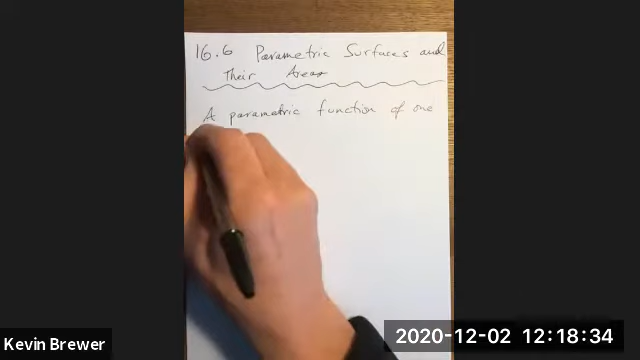 16.6 Parametric Surfaces and
Their Areas
A parametric function of one
Kevin Brewer
2020-12-02 12:18:34